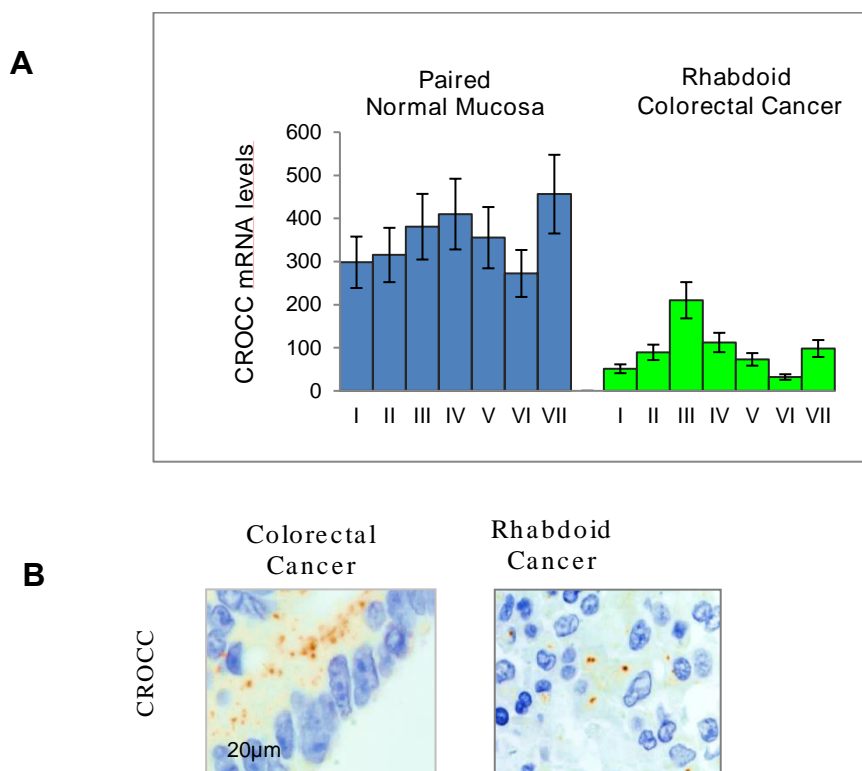 A
Paired
Normal Mucosa
Rhabdoid
Colorectal Cancer
CROCC mRNA levels
600
500
400
300
200
100
0
I II III IV V VI VII
I II III IV V VI VII
B
Colorectal
Cancer
Rhabdoid
Cancer
CROCC
20µm